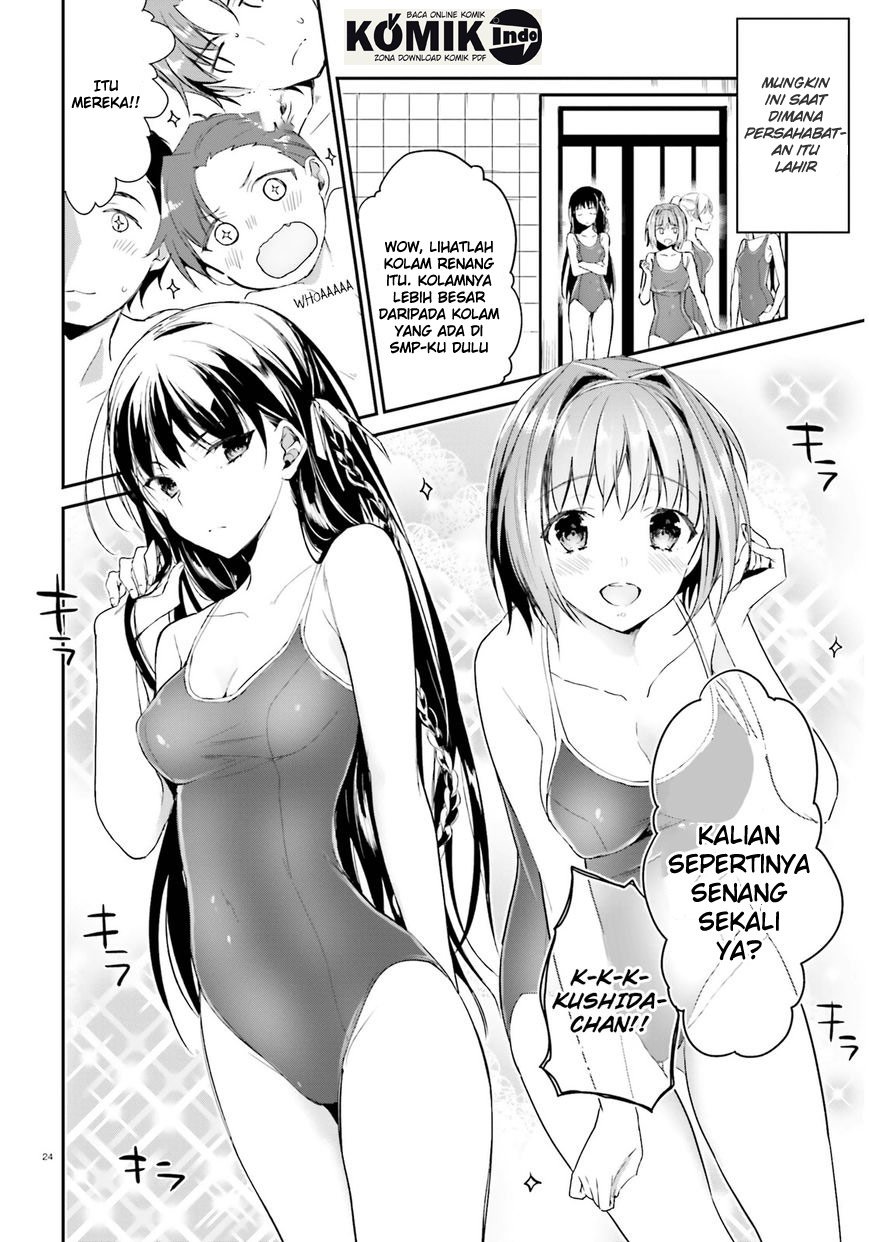 BACA ONLINE KOMIK
KOMIK Indo
ZONA DOWNLOAD KOMIK PDF
MUNGKIN
INI SAAT
DIMANA
PERSAHABAT-
AN ITU
LAHIR
WOW, LIHATLAH
KOLAM RENANG
ITU. KOLAMNYA
LEBIH BESAR
DARIPADA KOLAM
YANG ADA DI
SMP-KU DULU
ITU
MEREKA!!
WHOAAAAA
キラ
キラ
キラ
キラ
キラ
KALIAN
SEPERTINYA
SENANG
SEKALI
YA?
K-K-K-
KUSHIDA-
CHAN!!
24